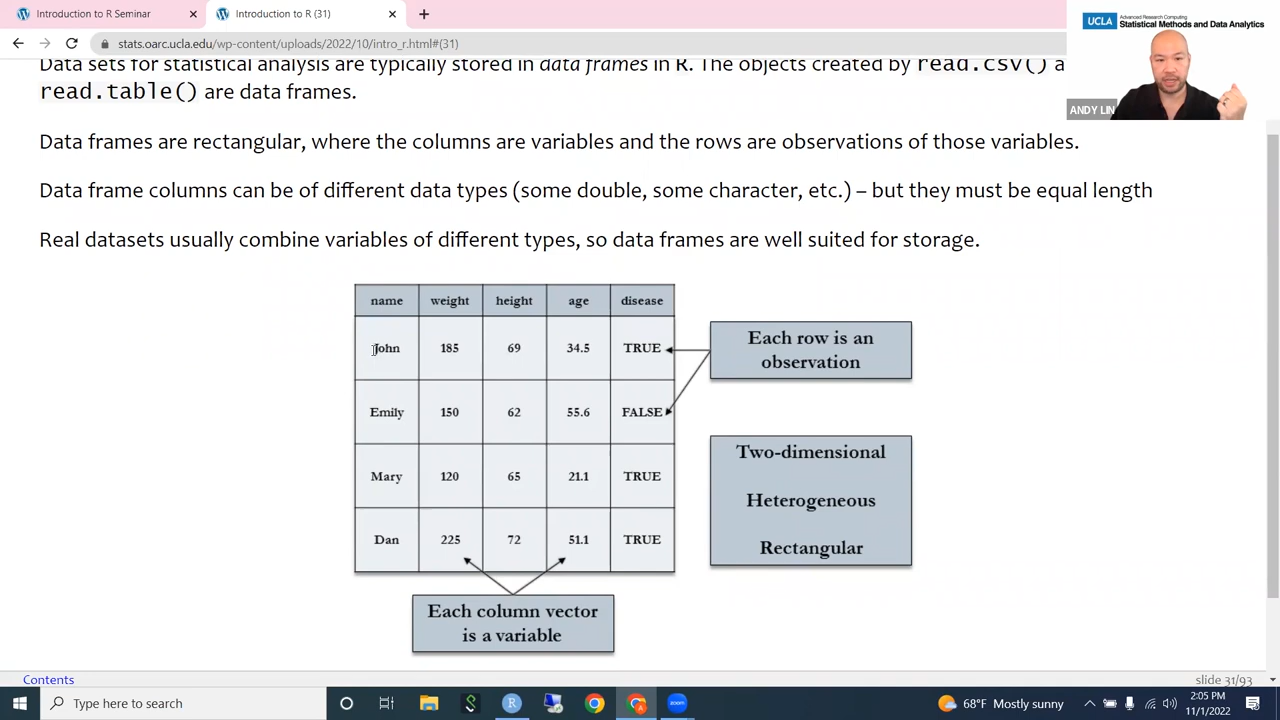 Introduction to R Seminar
Introduction to R (31)
stats.oarc.ucla.edu/wp-content/uploads/2022/10/intro_r.html#(31)
UCLA Advanced Research Computing
Statistical Methods and Data Analytics
ANDY LIN
Data sets for statistical analysis are typically stored in data frames in R. The objects created by read.csv() a
read.table() are data frames.
Data frames are rectangular, where the columns are variables and the rows are observations of those variables.
Data frame columns can be of different data types (some double, some character, etc.) – but they must be equal length
Real datasets usually combine variables of different types, so data frames are well suited for storage.
name weight height age disease
John 185 69 34.5 TRUE
Emily 150 62 55.6 FALSE
Mary 120 65 21.1 TRUE
Dan 225 72 51.1 TRUE
Each row is an
observation
Two-dimensional
Heterogeneous
Rectangular
Each column vector
is a variable
Contents
slide 31/93
Type here to search
zoom
68°F Mostly sunny
2:05 PM
11/1/2022